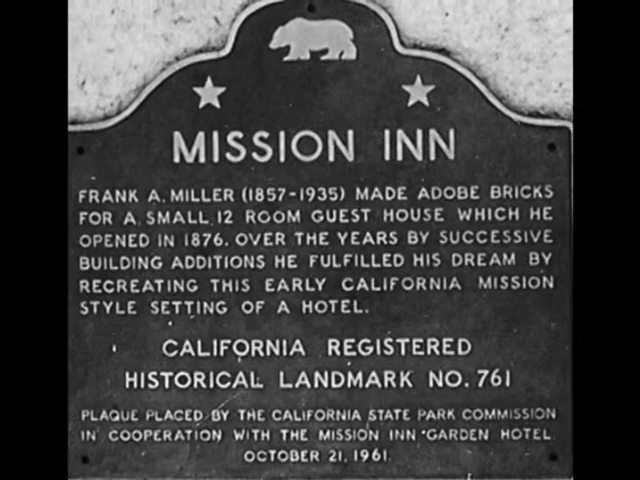 MISSION INN
FRANK A. MILLER (1857-1935) MADE ADOBE BRICKS
FOR A SMALL 12 ROOM GUEST HOUSE WHICH HE
OPENED IN 1876. OVER THE YEARS BY SUCCESSIVE
BUILDING ADDITIONS HE FULFILLED HIS DREAM BY
RECREATING THIS EARLY CALIFORNIA MISSION
STYLE SETTING OF A HOTEL.
CALIFORNIA REGISTERED
HISTORICAL LANDMARK NO. 761
PLAQUE PLACED BY THE CALIFORNIA STATE PARK COMMISSION
IN COOPERATION WITH THE MISSION INN GARDEN HOTEL
OCTOBER 21, 1961